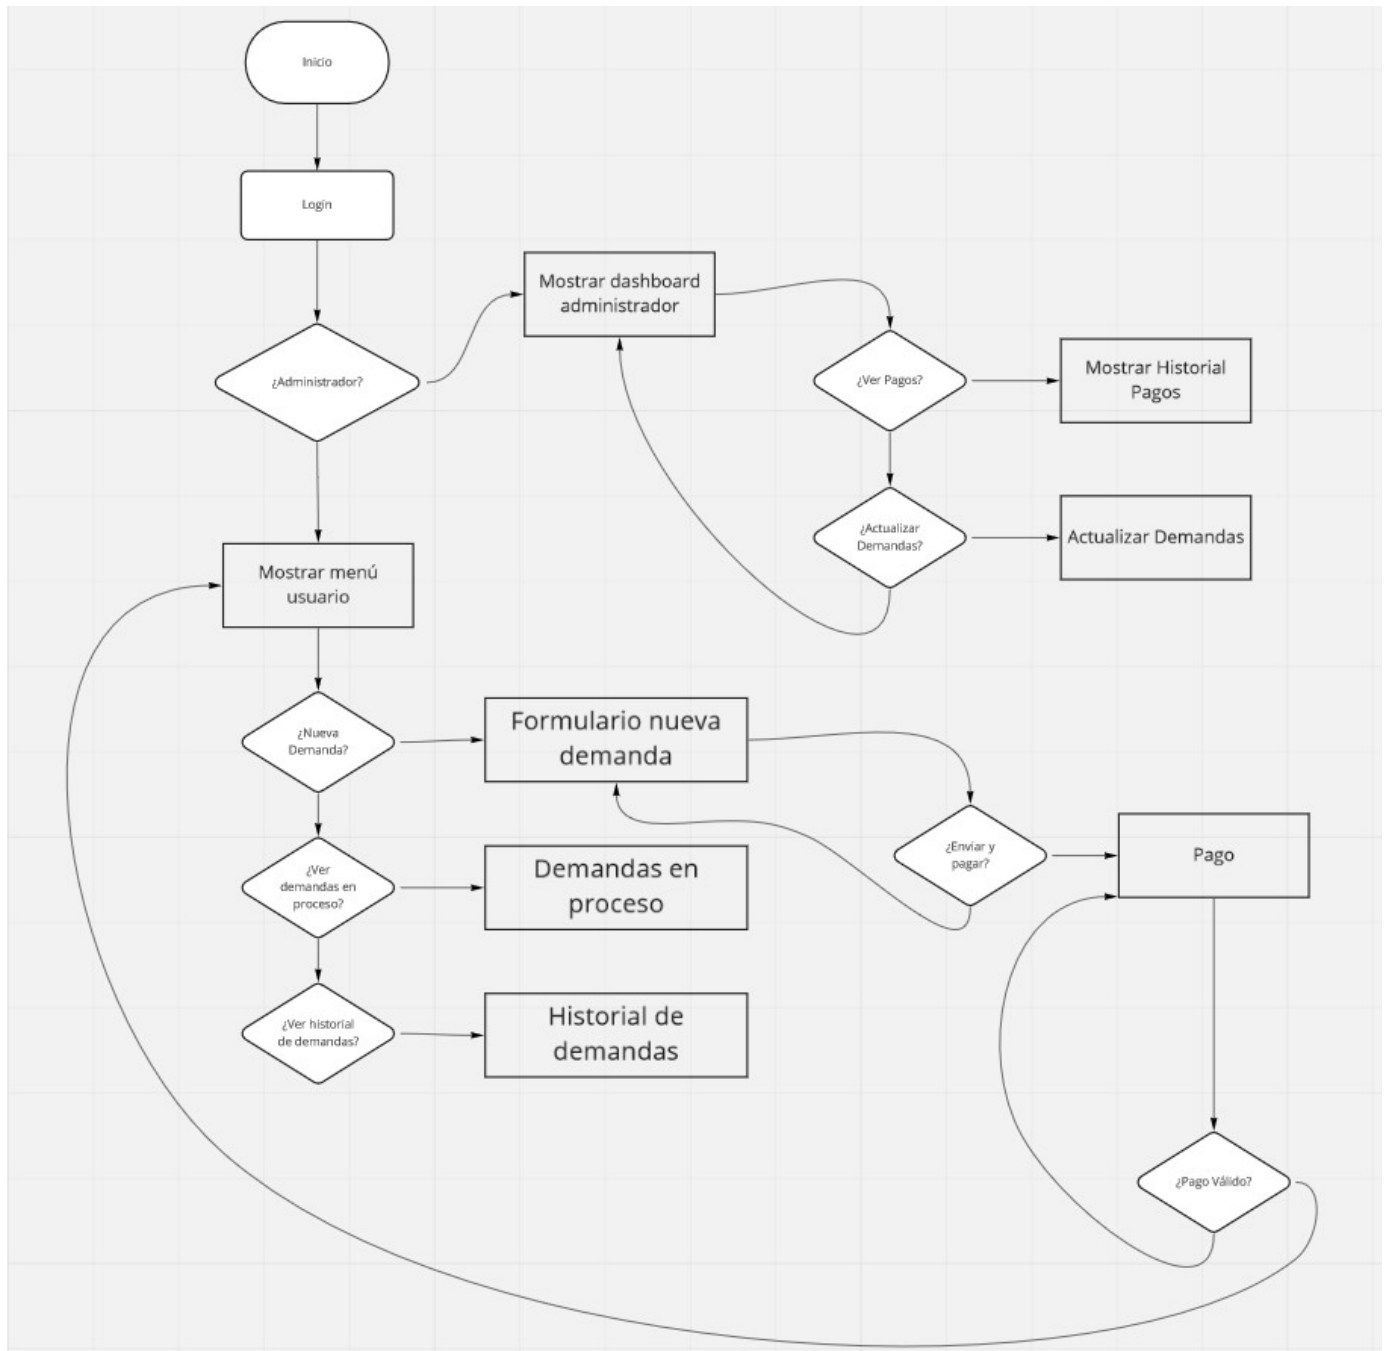 Inicio
Login
Mostrar dashboard
administrador
¿Administrador?
¿Ver Pagos?
Mostrar Historial
Pagos
¿Actualizar
Demandas?
Actualizar Demandas
Mostrar menú
usuario
¿Nueva
Demanda?
Formulario nueva
demanda
¿Enviar y
pagar?
Pago
¿Ver
demandas en
proceso?
Demandas en
proceso
¿Ver historial
de demandas?
Historial de
demandas
¿Pago Válido?